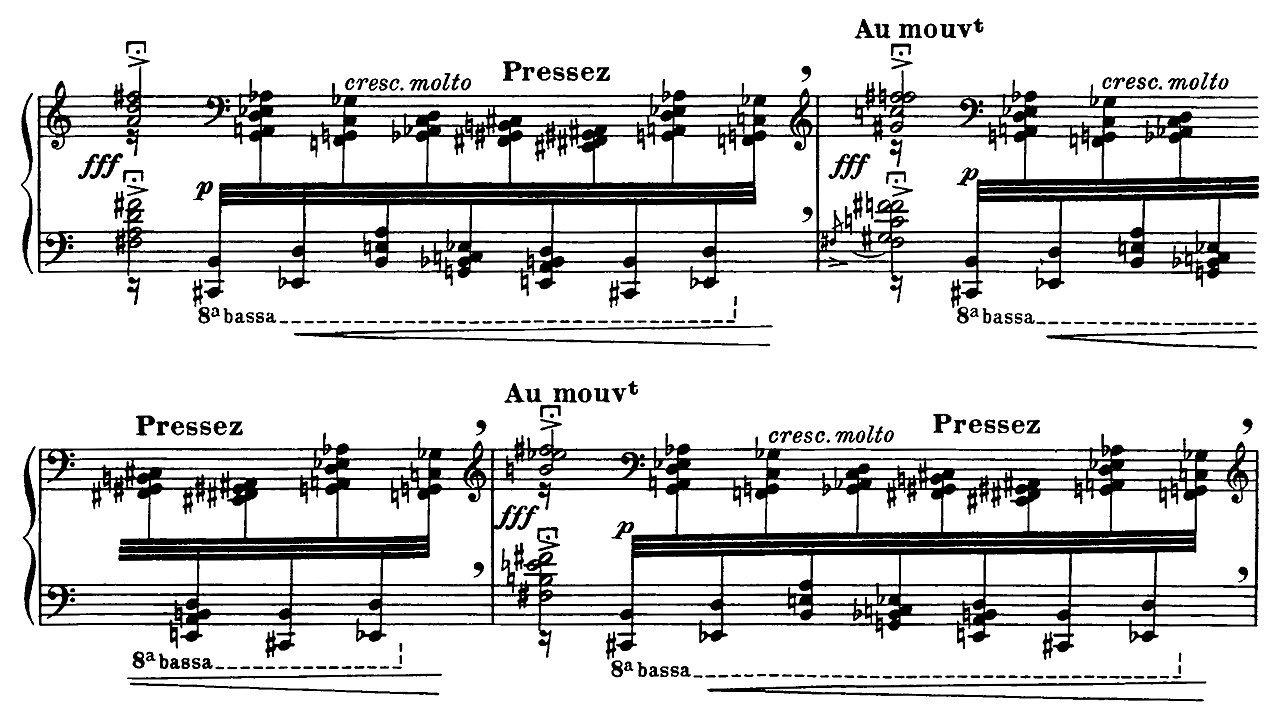 Au mouvt
cresc. molto Pressez cresc. molto
fff fff
p p
8a bassa 8a bassa
Au mouvt
Pressez cresc. molto Pressez
fff
p
8a bassa 8a bassa